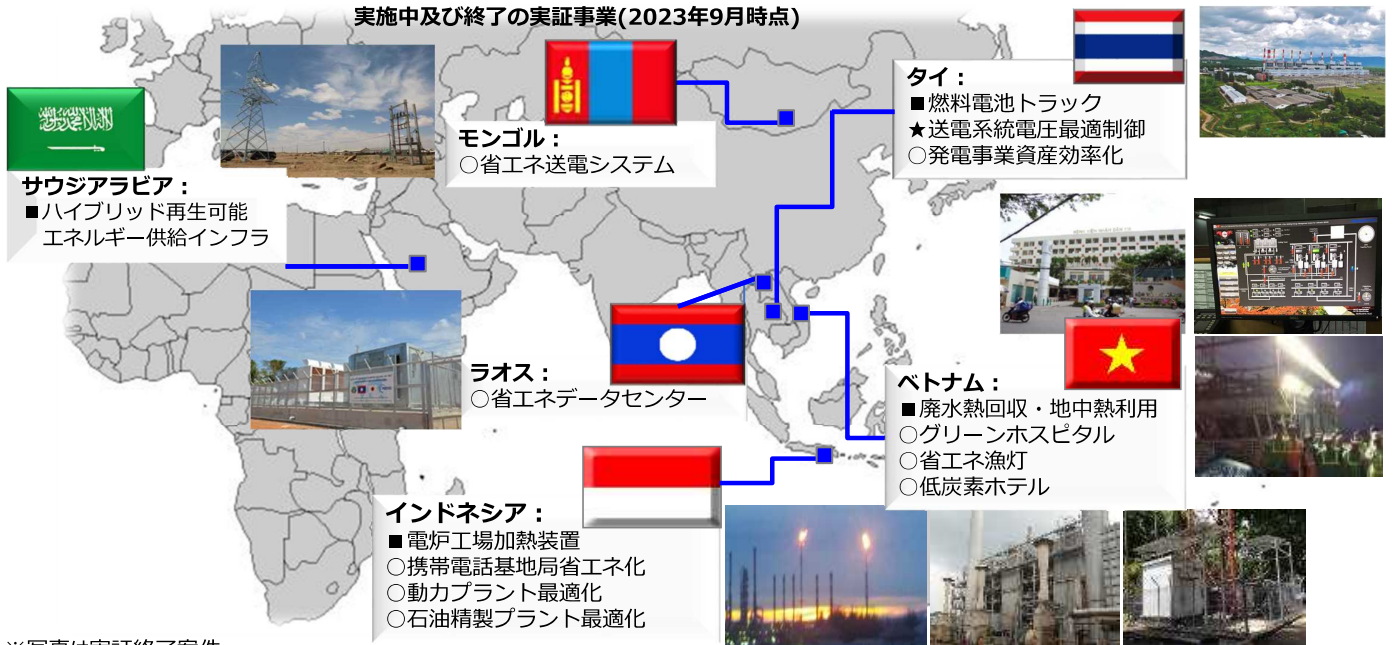 実施中及び終了の実証事業(2023年9月時点)
サウジアラビア：
■ハイブリッド再生可能
エネルギー供給インフラ
モンゴル：
○省エネ送電システム
タイ：
■燃料電池トラック
★送電系統電圧最適制御
○発電事業資産効率化
ラオス：
○省エネデータセンター
ベトナム：
■廃水熱回収・地中熱利用
○グリーンホスピタル
○省エネ漁灯
○低炭素ホテル
インドネシア：
■電炉工場加熱装置
○携帯電話基地局省エネ化
○動力プラント最適化
○石油精製プラント最適化
※写真は実証終了案件